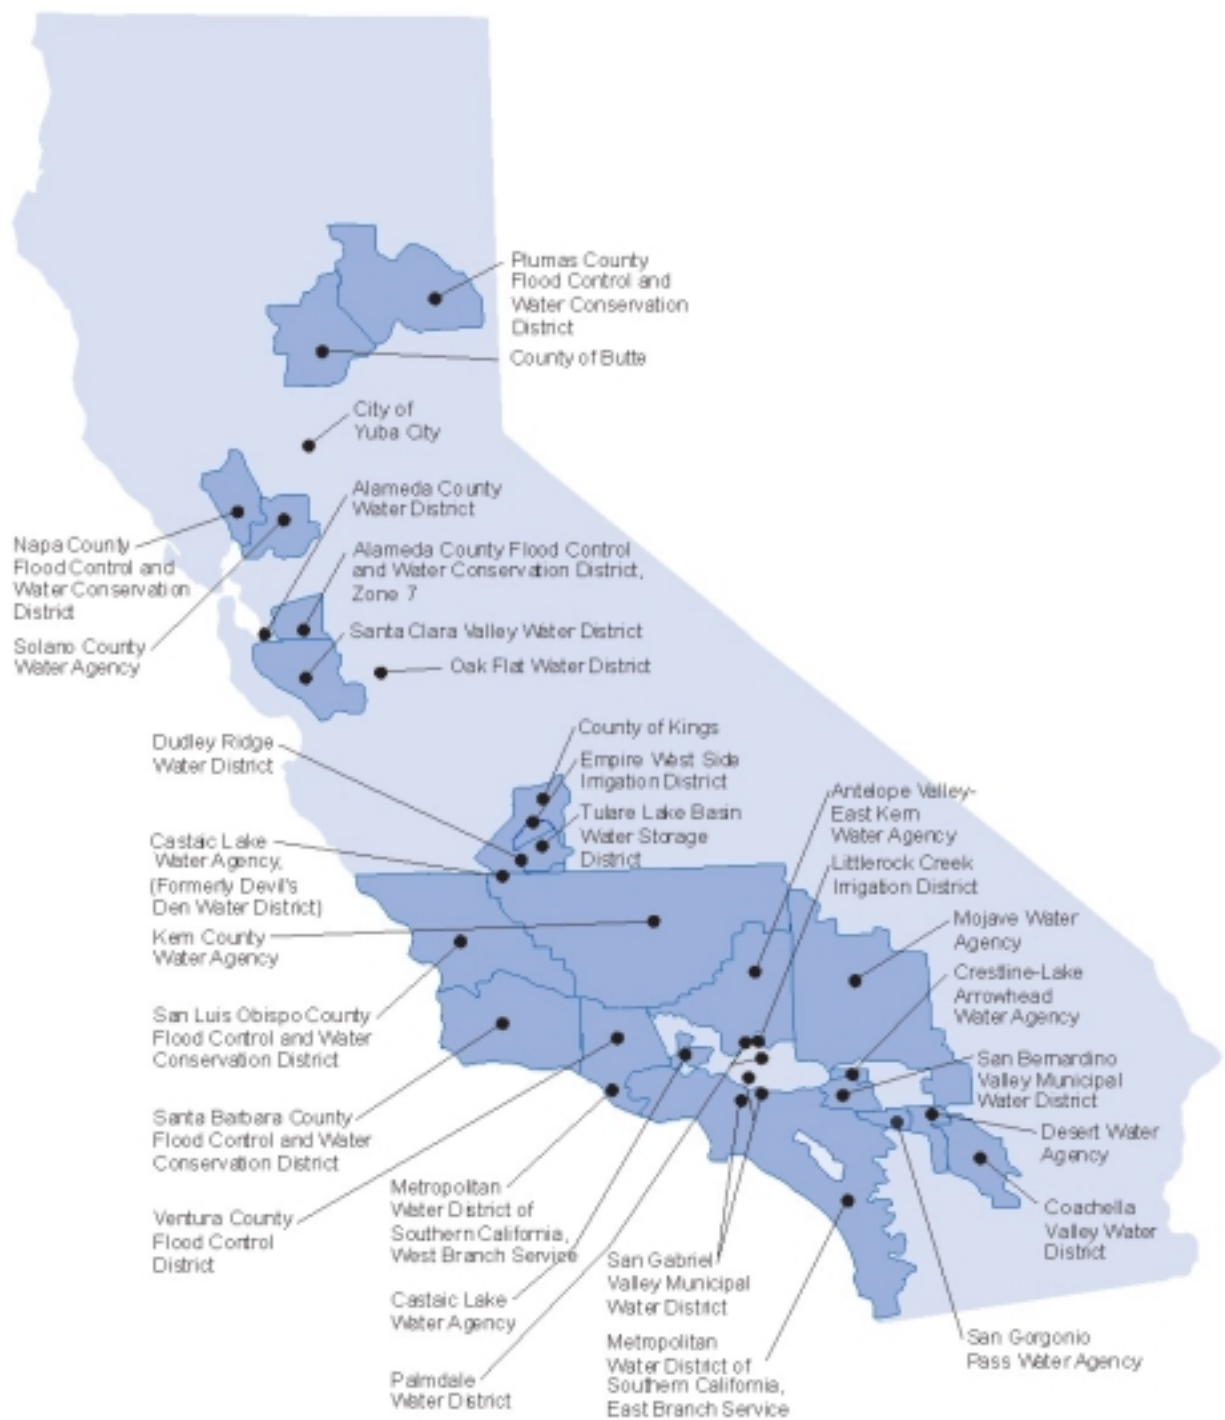 Plumas County
Flood Control and
Water Conservation
District
County of Butte
City of
Yuba City
Alameda County
Water District
Napa County
Flood Control and
Water Conservation
District
Alameda County Flood Control
and Water Conservation District,
Zone 7
Solano County
Water Agency
Santa Clara Valley Water District
Oak Flat Water District
Dudley Ridge
Water District
County of Kings
Empire West Side
Irrigation District
Tulare Lake Basin
Water Storage
District
Antelope Valley-
East Kern
Water Agency
Littlerock Creek
Irrigation District
Castaic Lake
Water Agency,
(Formerly Devil's
Den Water District)
Kern County
Water Agency
Mojave Water
Agency
Crestline-Lake
Arrowhead
Water Agency
San Luis Obispo County
Flood Control and Water
Conservation District
San Bernardino
Valley Municipal
Water District
Santa Barbara County
Flood Control and Water
Conservation District
Desert Water
Agency
Ventura County
Flood Control
District
Metropolitan
Water District of
Southern California,
West Branch Service
Coachella
Valley Water
District
San Gabriel
Valley Municipal
Water District
Castaic Lake
Water Agency
San Gorgonio
Pass Water Agency
Metropolitan
Water District of
Southern California,
East Branch Service
Palmdale
Water District